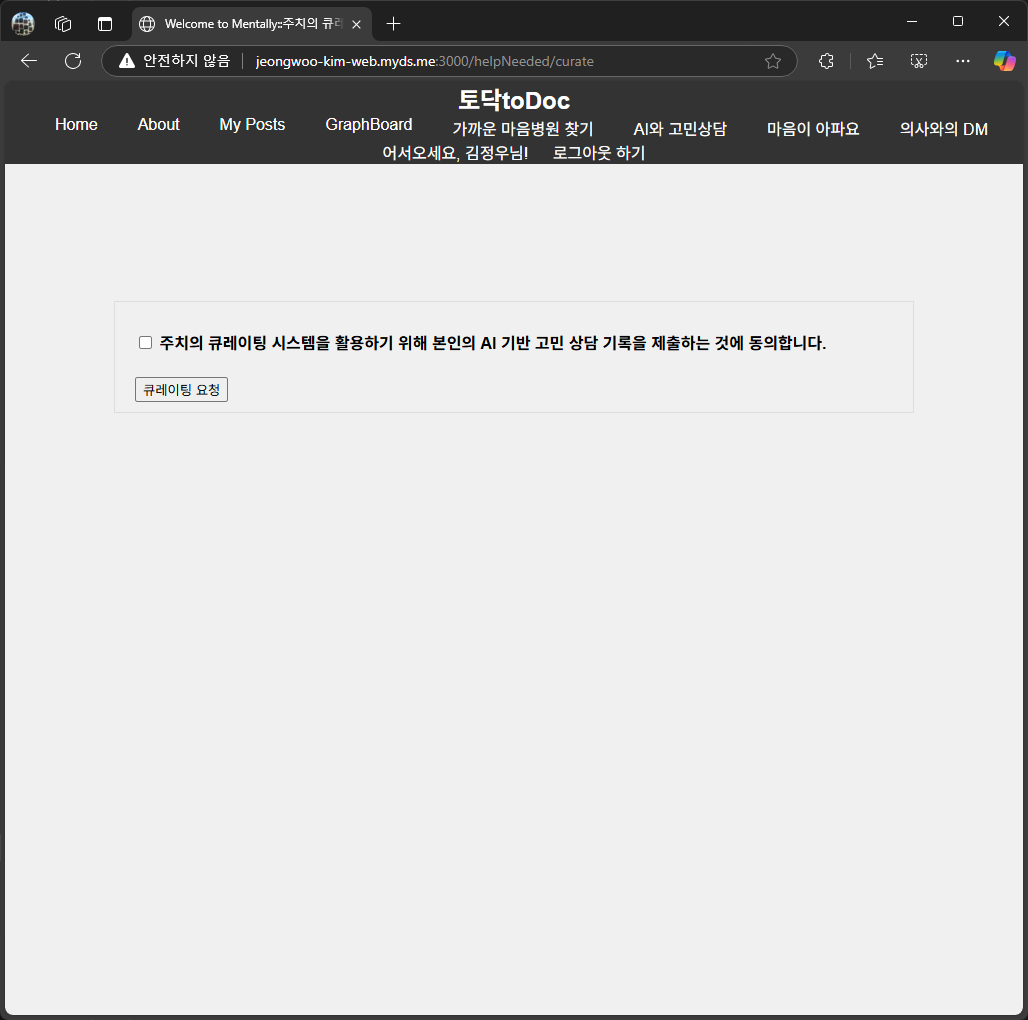 Welcome to Mentally::주치의 큐
안전하지 않음 jeongwoo-kim-web.myds.me:3000/helpNeeded/curate
토닥toDoc
Home About My Posts GraphBoard 가까운 마음병원 찾기 AI와 고민상담 마음이 아파요 의사와의 DM
어서오세요, 김정우님! 로그아웃 하기
주치의 큐레이팅 시스템을 활용하기 위해 본인의 AI 기반 고민 상담 기록을 제출하는 것에 동의합니다.
큐레이팅 요청